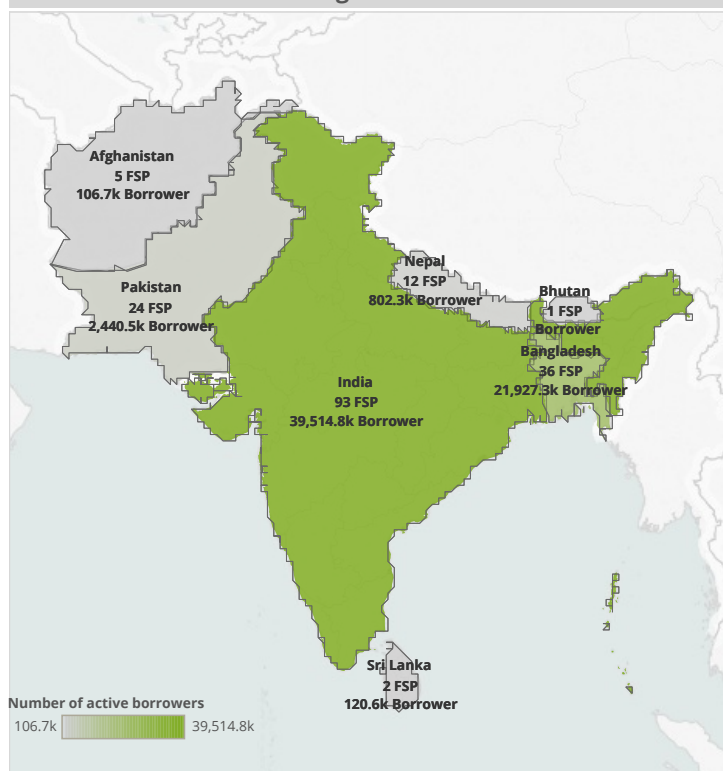 Afghanistan
5 FSP
106.7k Borrower
Nepal
12 FSP
802.3k Borrower
Pakistan
24 FSP
2,440.5k Borrower
Bhutan
1 FSP
Borrower
Bangladesh
36 FSP
21,927.3k Borrower
India
93 FSP
39,514.8k Borrower
Sri Lanka
2 FSP
120.6k Borrower
Number of active borrowers
106.7k 39,514.8k